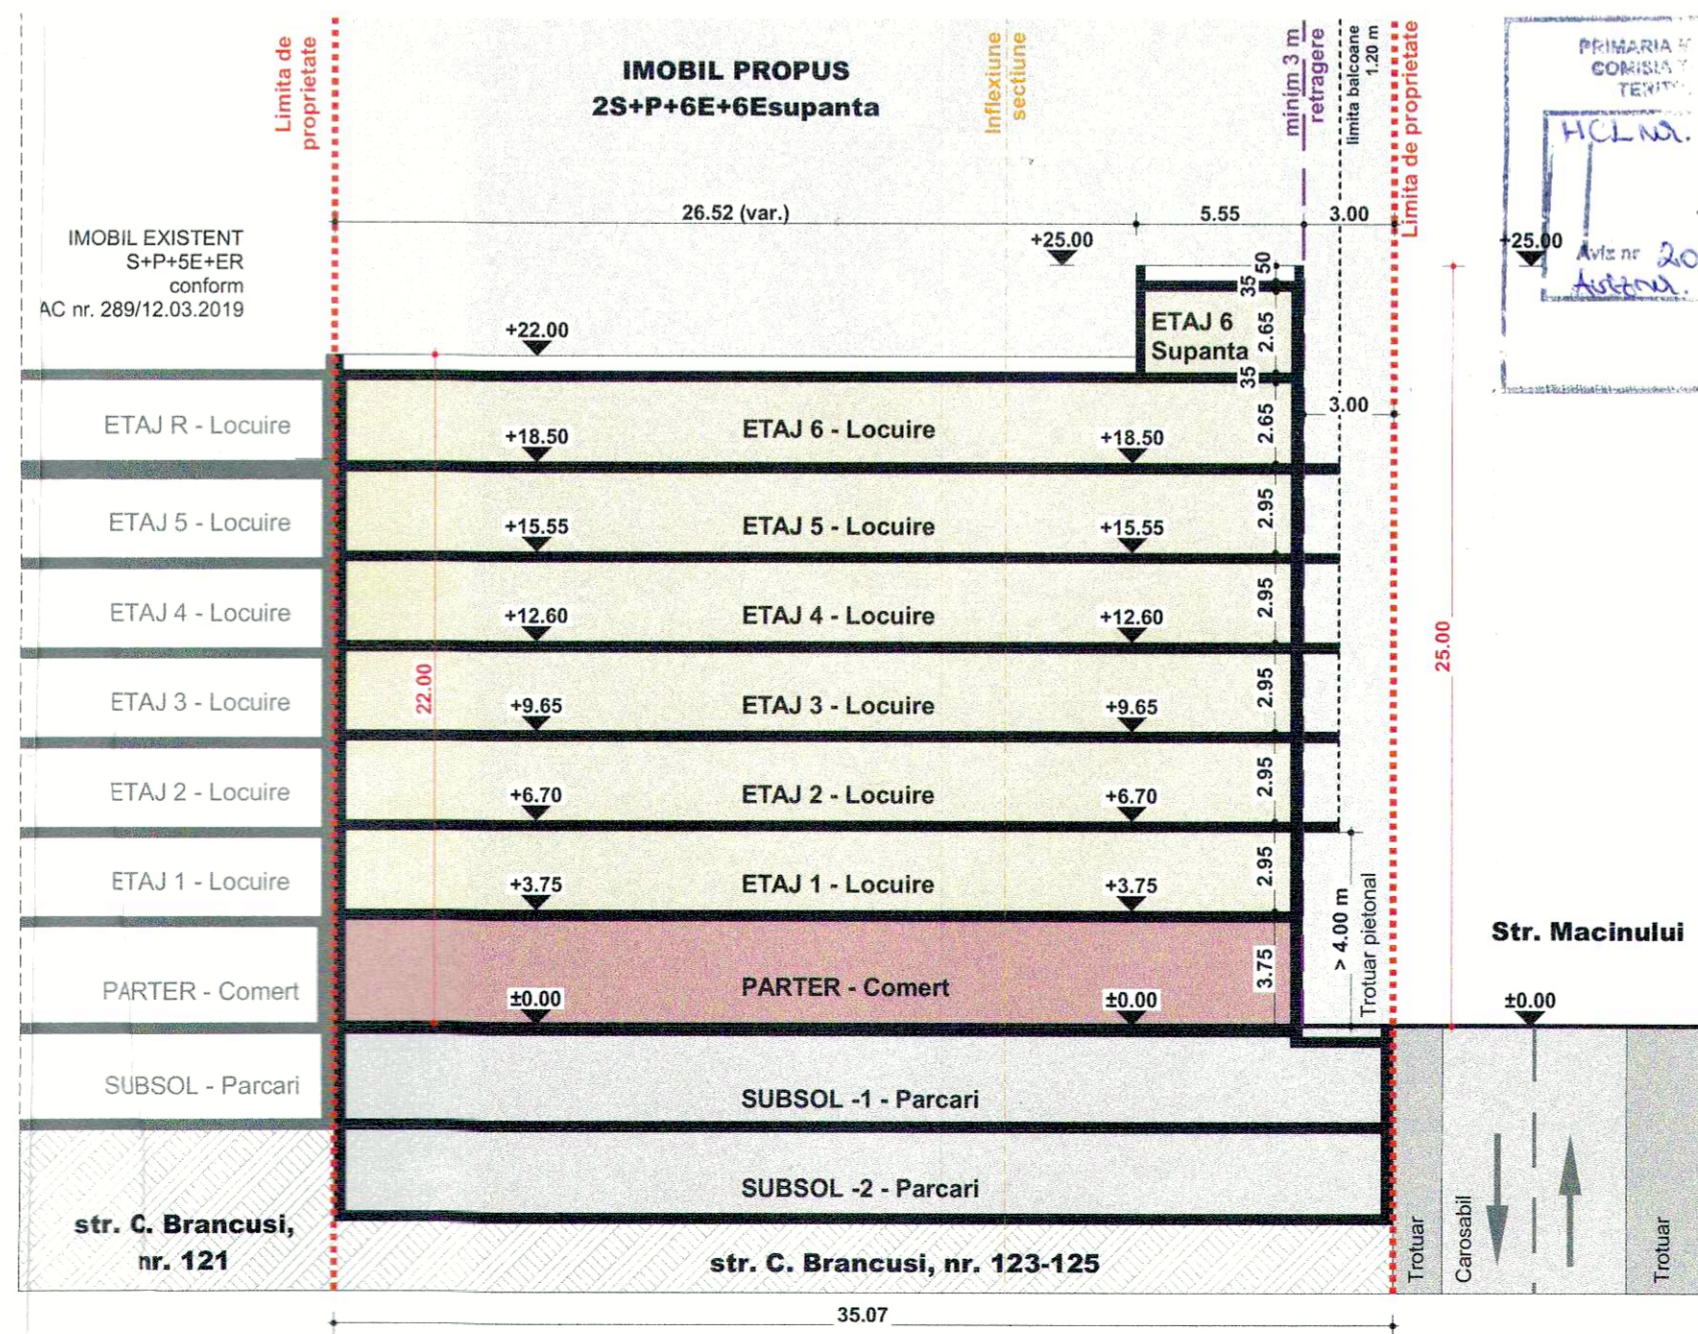 Limita de
proprietate
IMOBIL PROPUS
2S+P+6E+6Esupanta
Inflexiune
sectiune
minim 3 m
retragere
limita balcoane
1.20 m
Limita de proprietate
PRIMARIA
COMISIA
HCL NR.
Aviz nr 20
Aviz nr.
26.52 (var.)
5.55
3.00
IMOBIL EXISTENT
S+P+5E+ER
conform
AC nr. 289/12.03.2019
+25.00
+25.00
50
35
ETAJ 6
Supanta
2.65
35
+22.00
3.00
ETAJ R - Locuire
+18.50
ETAJ 6 - Locuire
+18.50
2.65
ETAJ 5 - Locuire
+15.55
ETAJ 5 - Locuire
+15.55
2.95
ETAJ 4 - Locuire
+12.60
ETAJ 4 - Locuire
+12.60
2.95
25.00
22.00
ETAJ 3 - Locuire
+9.65
ETAJ 3 - Locuire
+9.65
2.95
ETAJ 2 - Locuire
+6.70
ETAJ 2 - Locuire
+6.70
2.95
ETAJ 1 - Locuire
+3.75
ETAJ 1 - Locuire
+3.75
2.95
> 4.00 m
Trotuar pietonal
Str. Macinului
PARTER - Comert
±0.00
PARTER - Comert
±0.00
3.75
±0.00
SUBSOL - Parcari
SUBSOL -1 - Parcari
SUBSOL -2 - Parcari
str. C. Brancusi,
nr. 121
str. C. Brancusi, nr. 123-125
Trotuar
Carosabil
Trotuar
35.07